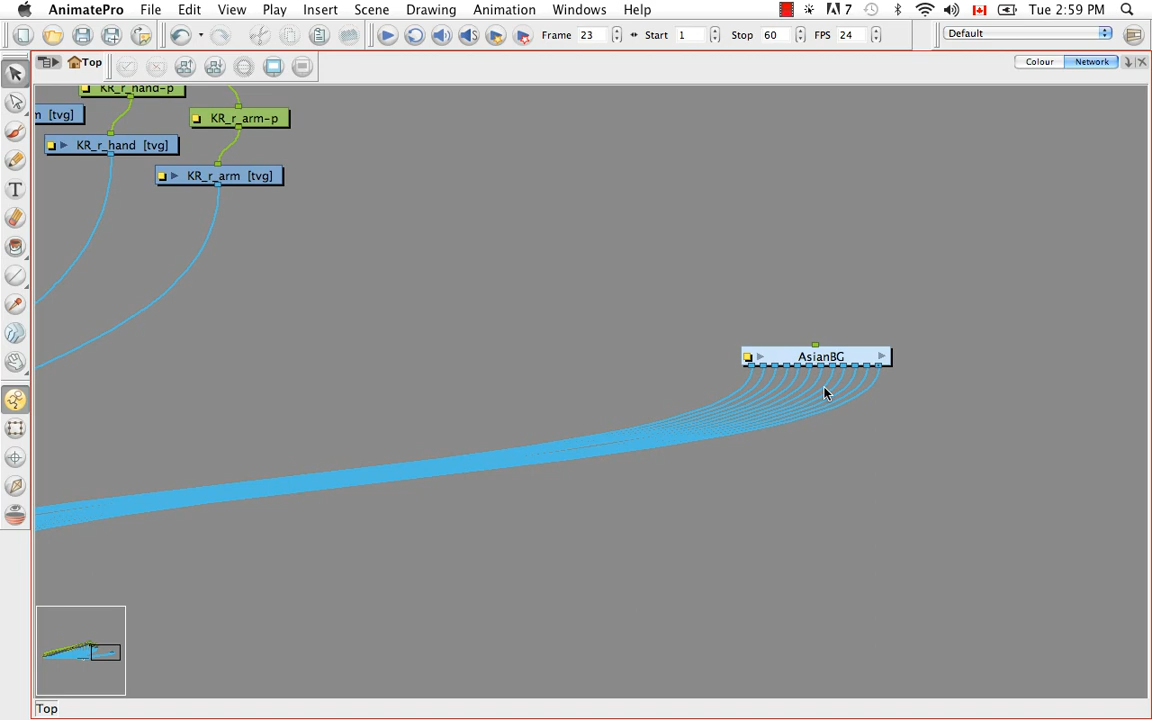 AnimatePro File Edit View Play Insert Scene Drawing Animation Windows Help 7 Tue 2:59 PM
Frame 23 Start 1 Stop 60 FPS 24 Default
Top Colour Network
KR_r_hand-p
[tvg] KR_r_arm-p
KR_r_hand [tvg]
KR_r_arm [tvg]
AsianBG
Top